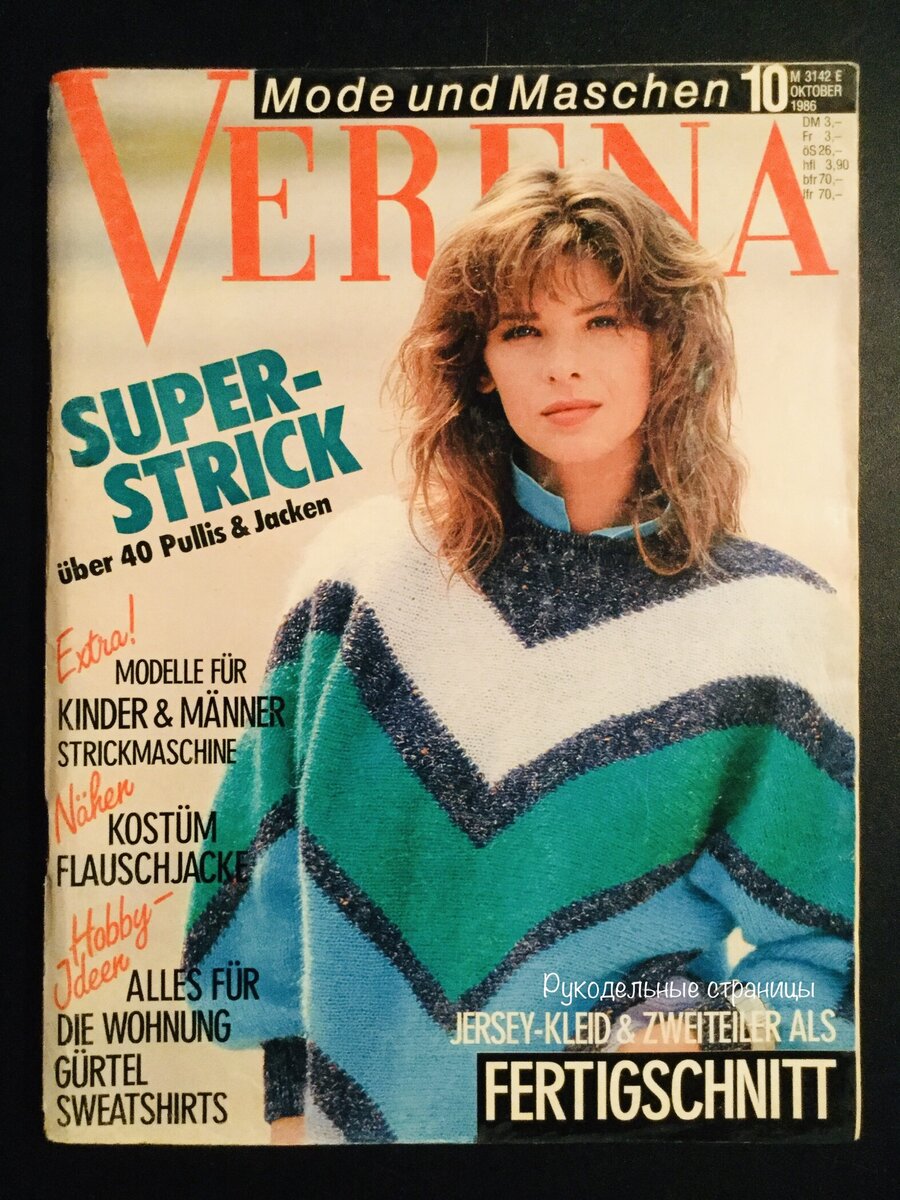 Mode und Maschen 10 M 3142 E
OKTOBER
1986
DM 3,–
Fr 3,–
öS 26,–
hfl 3,90
bfr 70,–
lfr 70,–
VERENA
SUPER-
STRICK
über 40 Pullis & Jacken
Extra!
MODELLE FÜR
KINDER & MÄNNER
STRICKMASCHINE
Nähen
KOSTÜM
FLAUSCHJACKE
Hobby-
Ideen
ALLES FÜR
DIE WOHNUNG
GÜRTEL
SWEATSHIRTS
Рукодельные страницы
JERSEY-KLEID & ZWEITEILER ALS
FERTIGSCHNITT